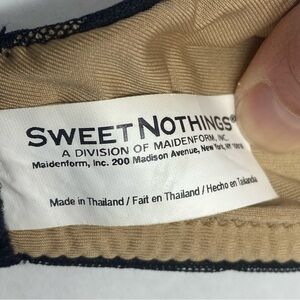 SWEET NOTHINGS®
A DIVISION OF MAIDENFORM, INC.
Maidenform, Inc. 200 Madison Avenue, New York, NY
Made in Thailand / Fait en Thailand / Hecho en Tailandia